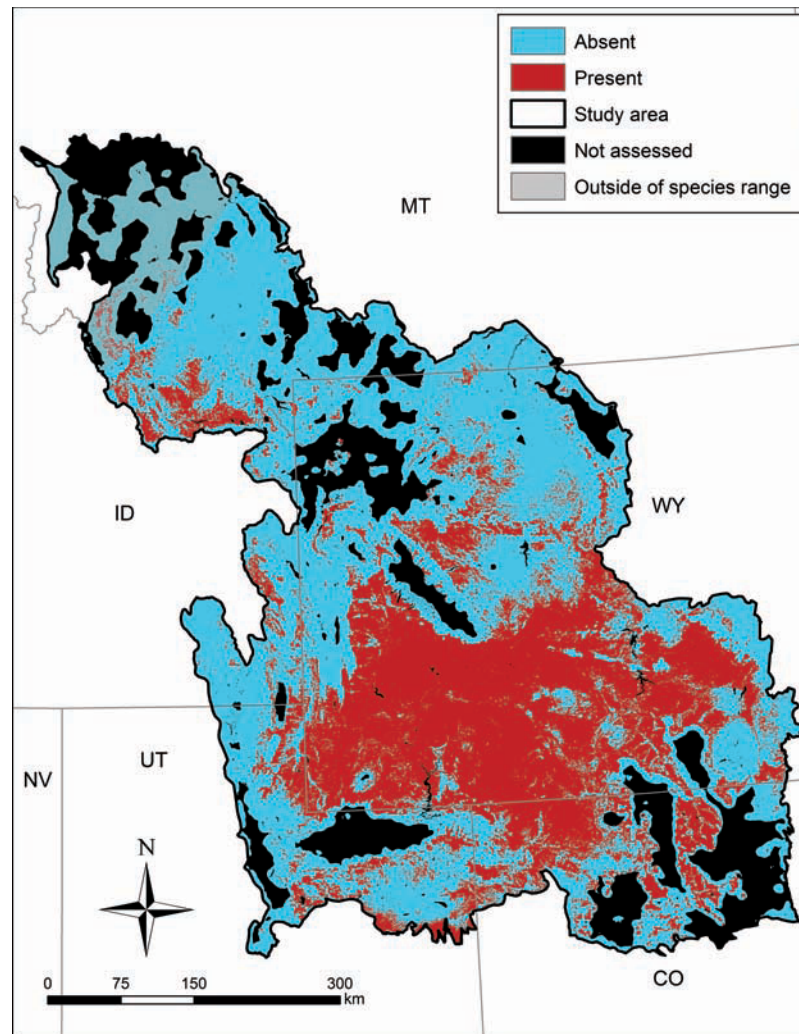 Absent
Present
Study area
Not assessed
Outside of species range
MT
ID
WY
UT
NV
N
CO
0 75 150 300
km